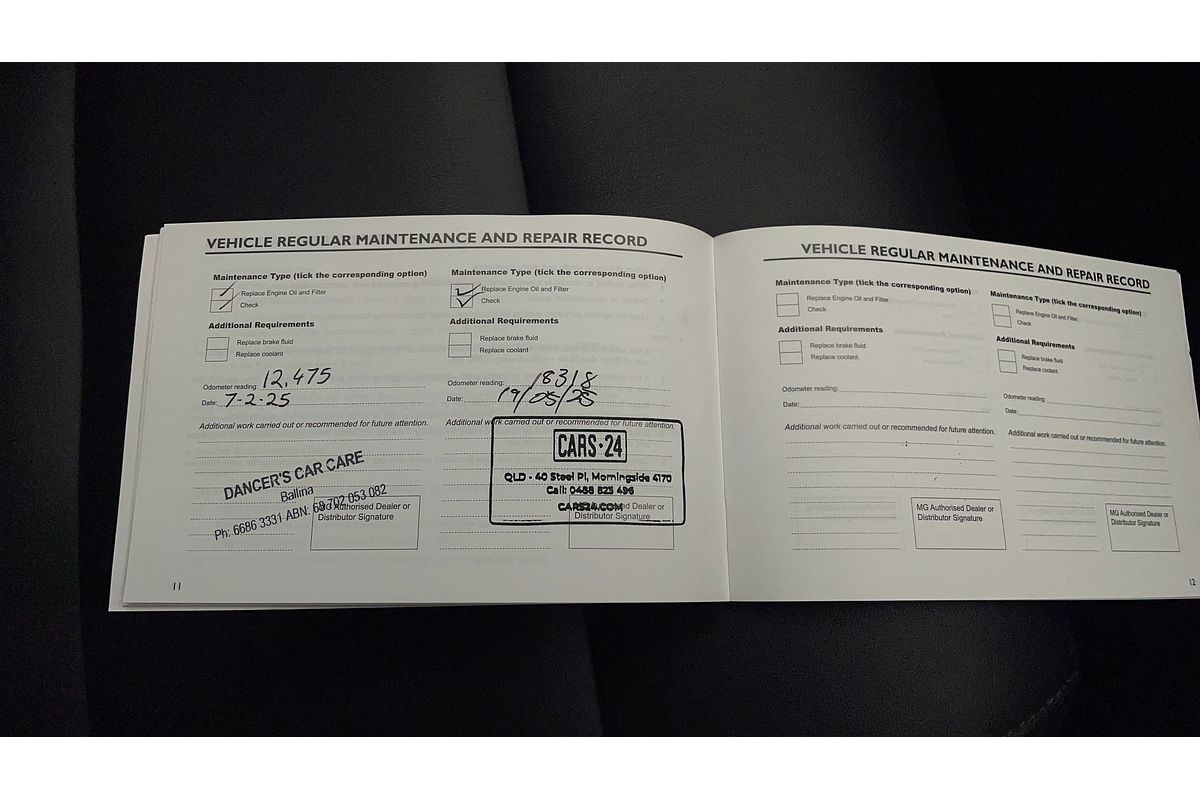 VEHICLE REGULAR MAINTENANCE AND REPAIR RECORD
Maintenance Type (tick the corresponding option)
Replace Engine Oil and Filter
Check
Additional Requirements
Replace brake fluid
Replace coolant
Odometer reading: 12,475
Date: 7-2-25
Additional work carried out or recommended for future attention.
DANCER'S CAR CARE
Ballina
Ph: 6686 3331 ABN: 69 702 053 082
MG Authorised Dealer or
Distributor Signature
11
Maintenance Type (tick the corresponding option)
Replace Engine Oil and Filter
Check
Additional Requirements
Replace brake fluid
Replace coolant
Odometer reading: 18318
Date: 19/05/25
Additional work carried out or recommended for future attention.
CARS·24
QLD - 40 Steel Pl, Morningside 4170
Call: 0488 825 496
CARS24.COM
Dealer or
Distributor Signature
VEHICLE REGULAR MAINTENANCE AND REPAIR RECORD
Maintenance Type (tick the corresponding option)
Replace Engine Oil and Filter
Check
Additional Requirements
Replace brake fluid
Replace coolant
Odometer reading:
Date:
Additional work carried out or recommended for future attention.
MG Authorised Dealer or
Distributor Signature
Maintenance Type (tick the corresponding option)
Replace Engine Oil and Filter
Check
Additional Requirements
Replace brake fluid
Replace coolant
Odometer reading:
Date:
Additional work carried out or recommended for future attention.
MG Authorised Dealer or
Distributor Signature
12